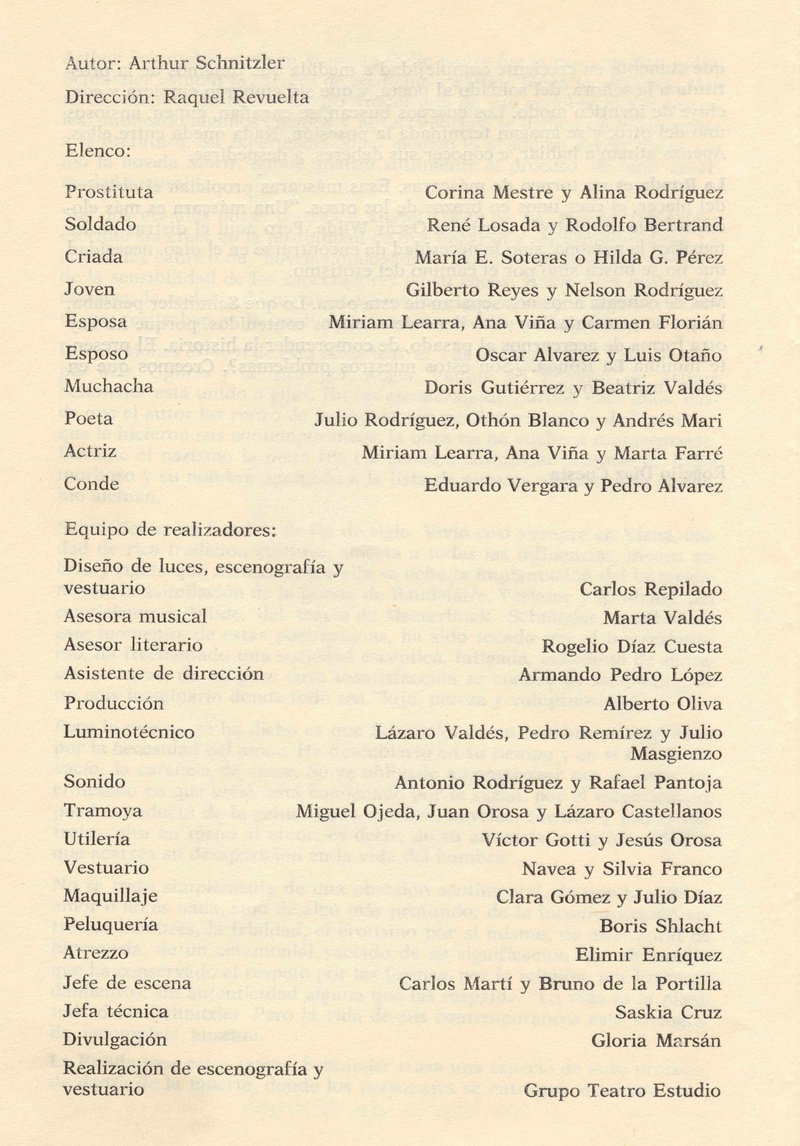 Autor: Arthur Schnitzler
Dirección: Raquel Revuelta
Elenco:
Prostituta Corina Mestre y Alina Rodríguez
Soldado René Losada y Rodolfo Bertrand
Criada María E. Soteras o Hilda G. Pérez
Joven Gilberto Reyes y Nelson Rodríguez
Esposa Miriam Learra, Ana Viña y Carmen Florián
Esposo Oscar Alvarez y Luis Otaño
Muchacha Doris Gutiérrez y Beatriz Valdés
Poeta Julio Rodríguez, Othón Blanco y Andrés Mari
Actriz Miriam Learra, Ana Viña y Marta Farré
Conde Eduardo Vergara y Pedro Alvarez
Equipo de realizadores:
Diseño de luces, escenografía y
vestuario Carlos Repilado
Asesora musical Marta Valdés
Asesor literario Rogelio Díaz Cuesta
Asistente de dirección Armando Pedro López
Producción Alberto Oliva
Luminotécnico Lázaro Valdés, Pedro Remírez y Julio
Masgienzo
Sonido Antonio Rodríguez y Rafael Pantoja
Tramoya Miguel Ojeda, Juan Orosa y Lázaro Castellanos
Utilería Víctor Gotti y Jesús Orosa
Vestuario Navea y Silvia Franco
Maquillaje Clara Gómez y Julio Díaz
Peluquería Boris Shlacht
Atrezzo Elimir Enríquez
Jefe de escena Carlos Martí y Bruno de la Portilla
Jefa técnica Saskia Cruz
Divulgación Gloria Marsán
Realización de escenografía y
vestuario Grupo Teatro Estudio